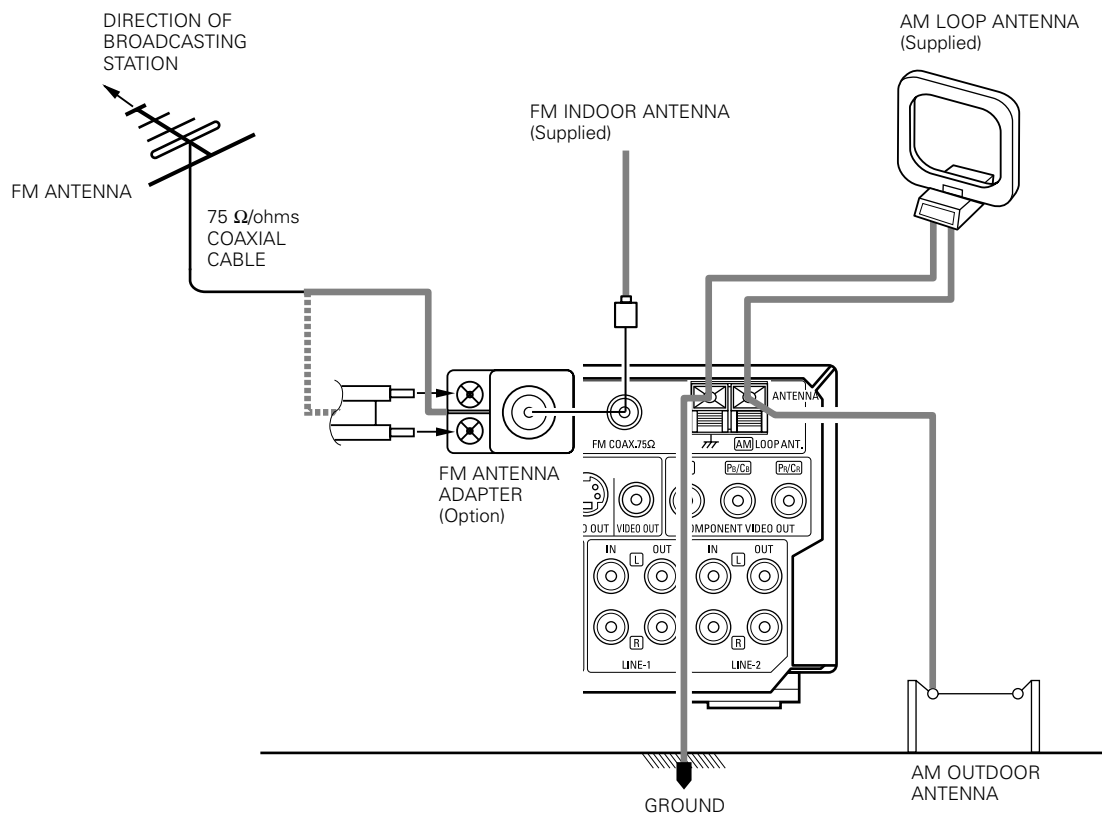 DIRECTION OF
BROADCASTING
STATION
AM LOOP ANTENNA
(Supplied)
FM INDOOR ANTENNA
(Supplied)
FM ANTENNA
75 Ω/ohms
COAXIAL
CABLE
ANTENNA
FM COAX.75Ω
AM LOOP ANT.
FM ANTENNA
ADAPTER
(Option)
PB/CB
PR/CR
O OUT
VIDEO OUT
OMPONENT VIDEO OUT
IN
L
OUT
IN
L
OUT
R
R
LINE-1
LINE-2
GROUND
AM OUTDOOR
ANTENNA